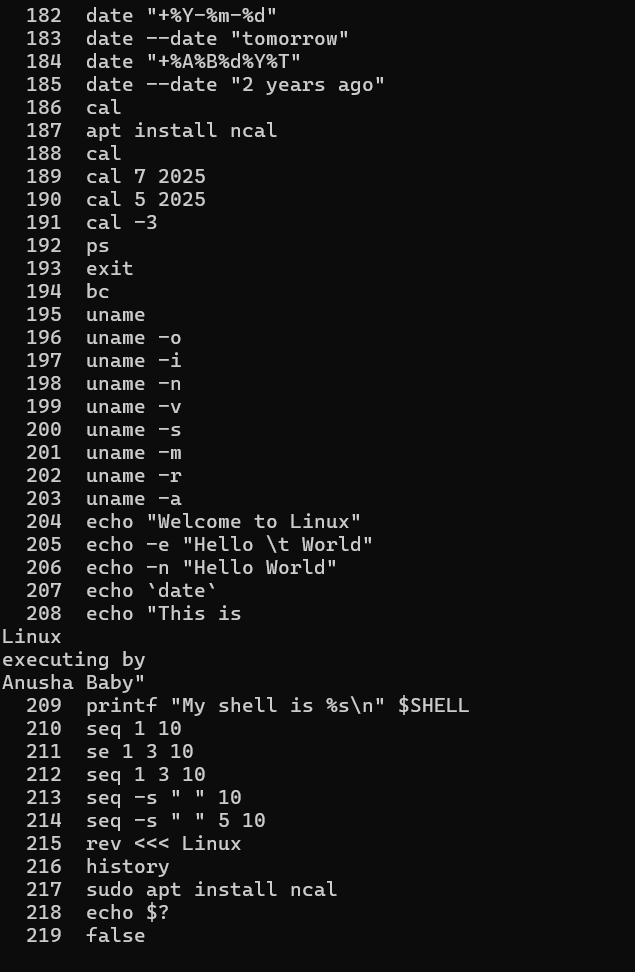 182  date "+%Y-%m-%d"
183  date --date "tomorrow"
184  date "+%A%B%d%Y%T"
185  date --date "2 years ago"
186  cal
187  apt install ncal
188  cal
189  cal 7 2025
190  cal 5 2025
191  cal -3
192  ps
193  exit
194  bc
195  uname
196  uname -o
197  uname -i
198  uname -n
199  uname -v
200  uname -s
201  uname -m
202  uname -r
203  uname -a
204  echo "Welcome to Linux"
205  echo -e "Hello \t World"
206  echo -n "Hello World"
207  echo `date`
208  echo "This is
Linux
executing by
Anusha Baby"
209  printf "My shell is %s\n" $SHELL
210  seq 1 10
211  se 1 3 10
212  seq 1 3 10
213  seq -s " " 10
214  seq -s " " 5 10
215  rev <<< Linux
216  history
217  sudo apt install ncal
218  echo $?
219  false